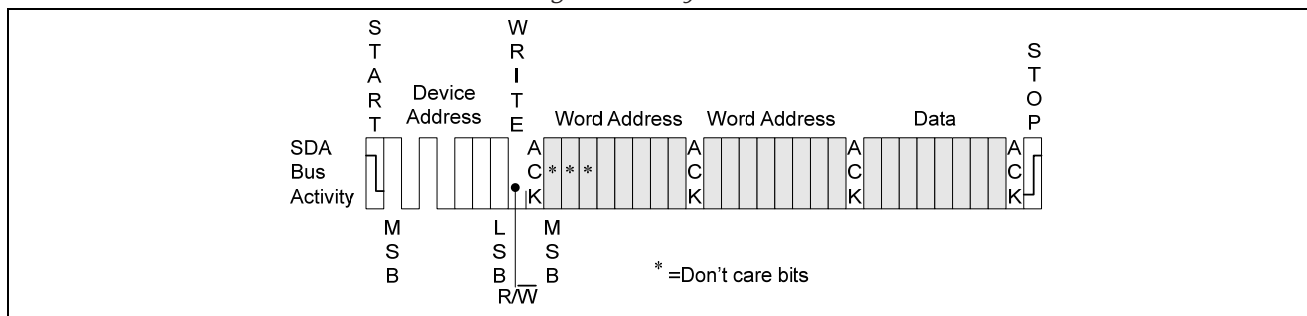 START
WRITE
STOP
Device
Address
Word Address
Word Address
Data
SDA
Bus
Activity
ACK
* * *
ACK
ACK
ACK
MSB
LSB
MSB
R/W̅
* =Don't care bits